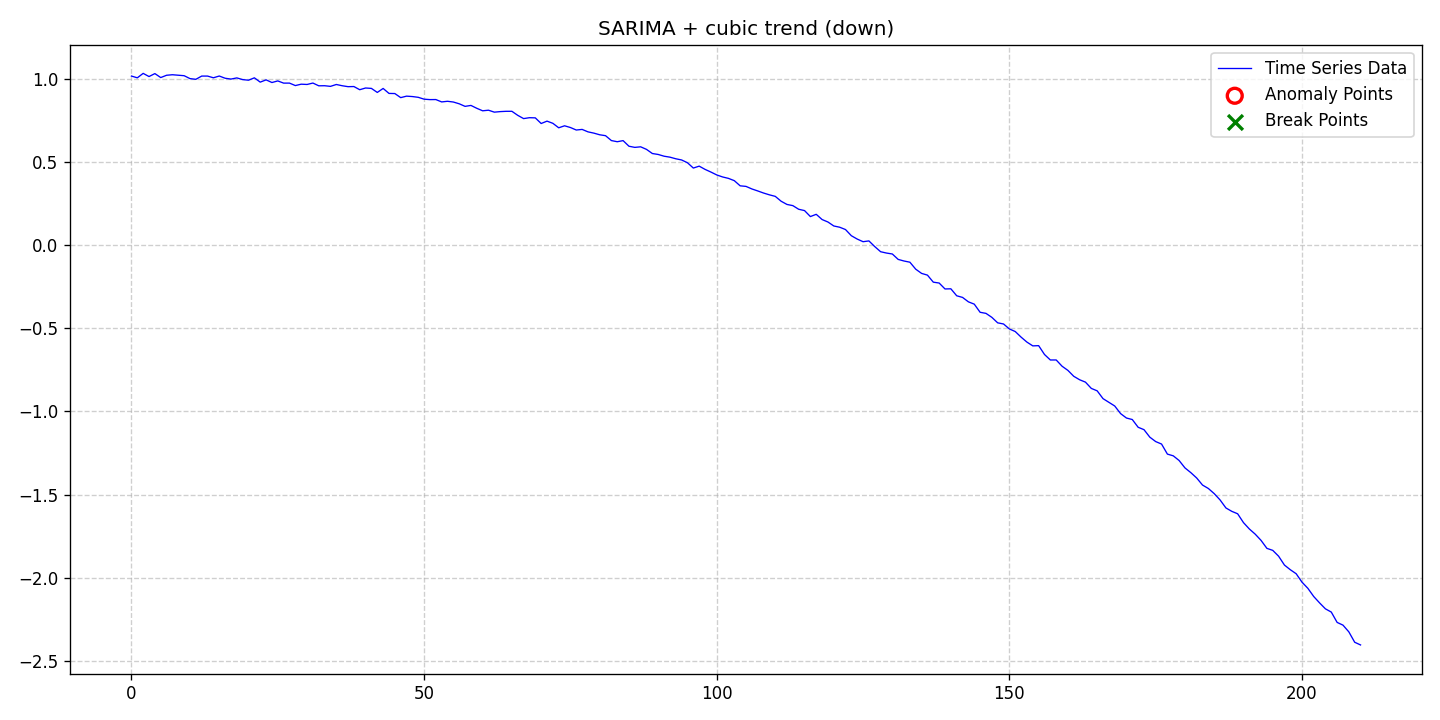 SARIMA + cubic trend (down)
Time Series Data
Anomaly Points
Break Points
1.0
0.5
0.0
−0.5
−1.0
−1.5
−2.0
−2.5
0 50 100 150 200